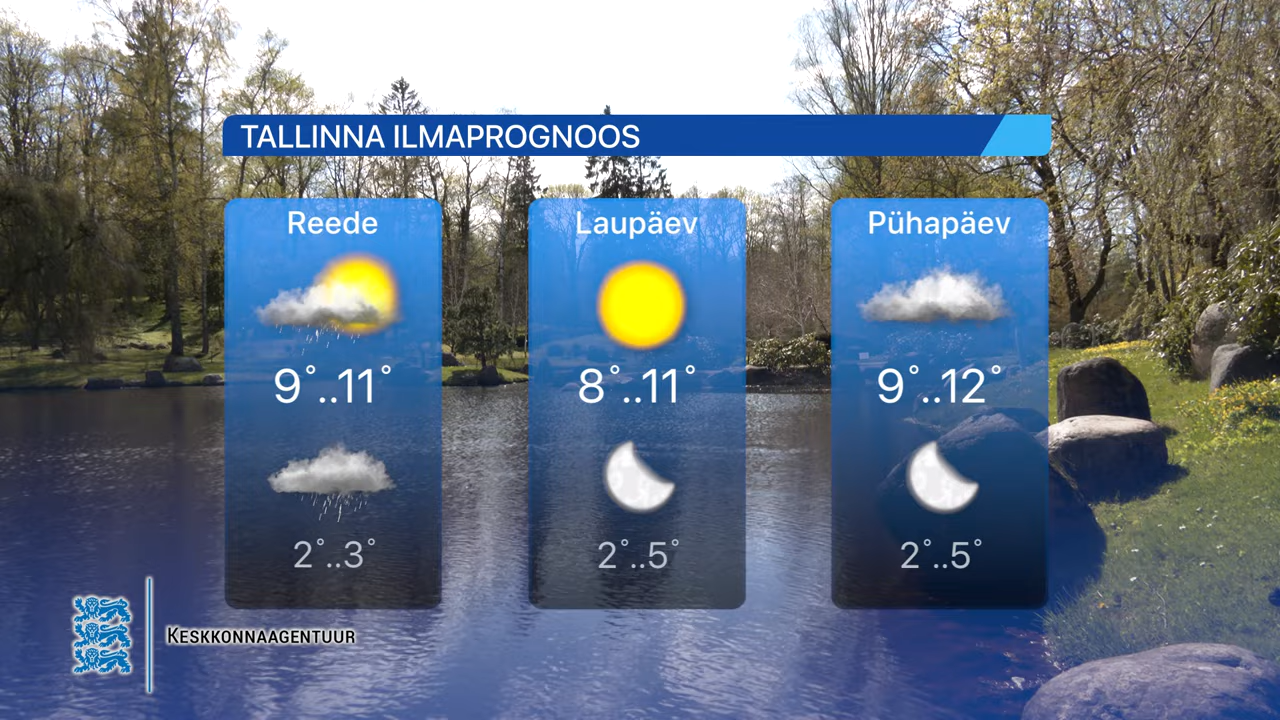 TALLINNA ILMAPROGNOOS
Reede
9°..11°
2°..3°
Laupäev
8°..11°
2°..5°
Pühapäev
9°..12°
2°..5°
KESKKONNAAGENTUUR